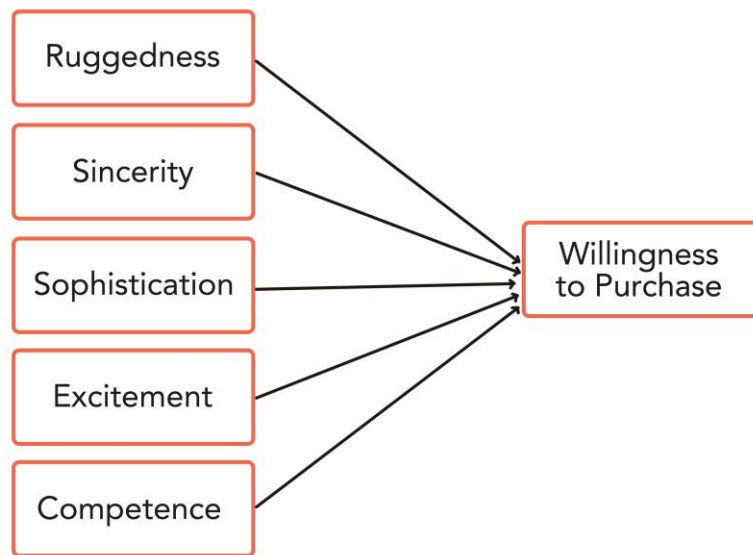 Ruggedness
Sincerity
Sophistication
Excitement
Competence
Willingness
to Purchase